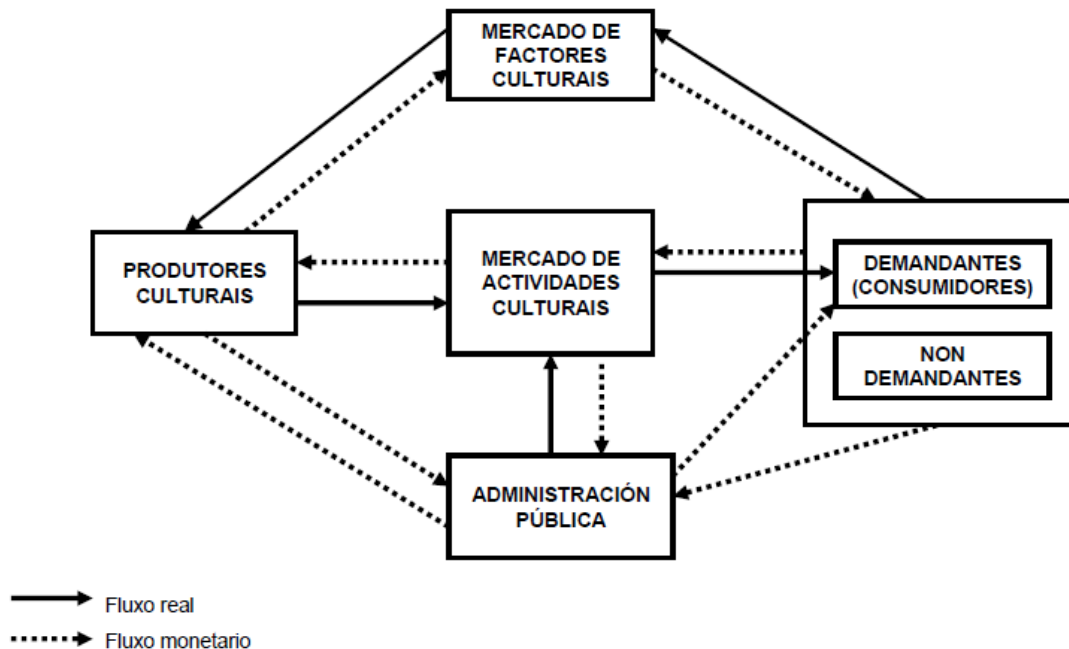 MERCADO DE
FACTORES
CULTURAIS
PRODUTORES
CULTURAIS
MERCADO DE
ACTIVIDADES
CULTURAIS
DEMANDANTES
(CONSUMIDORES)
NON
DEMANDANTES
ADMINISTRACIÓN
PÚBLICA
Fluxo real
Fluxo monetario